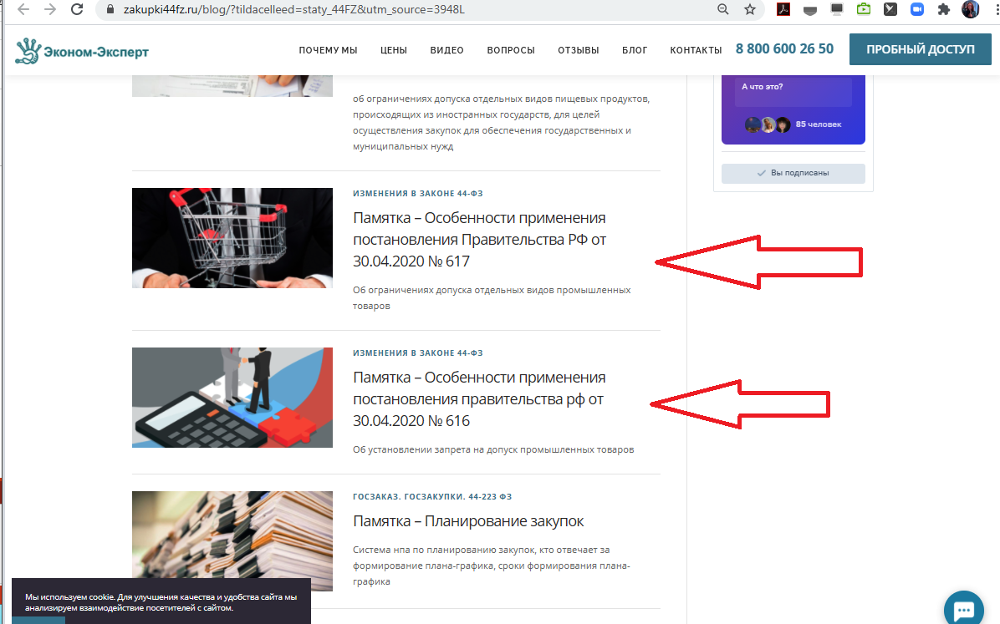 zakupki44fz.ru/blog/?tildacelleed=staty_44FZ&utm_source=3948L
Эконом-Эксперт
ПОЧЕМУ МЫ
ЦЕНЫ
ВИДЕО
ВОПРОСЫ
ОТЗЫВЫ
БЛОГ
КОНТАКТЫ
8 800 600 26 50
ПРОБНЫЙ ДОСТУП
об ограничениях допуска отдельных видов пищевых продуктов,
происходящих из иностранных государств, для целей
осуществления закупок для обеспечения государственных и
муниципальных нужд
А что это?
85 человек
Вы подписаны
ИЗМЕНЕНИЯ В ЗАКОНЕ 44-ФЗ
Памятка – Особенности применения
постановления Правительства РФ от
30.04.2020 № 617
Об ограничениях допуска отдельных видов промышленных
товаров
ИЗМЕНЕНИЯ В ЗАКОНЕ 44-ФЗ
Памятка – Особенности применения
постановления правительства рф от
30.04.2020 № 616
Об установлении запрета на допуск промышленных товаров
ГОСЗАКАЗ. ГОСЗАКУПКИ. 44-223 ФЗ
Памятка – Планирование закупок
Система нпа по планированию закупок, кто отвечает за
формирование плана-графика, сроки формирования плана-
графика
Мы используем cookie. Для улучшения качества и удобства сайта мы
анализируем взаимодействие посетителей с сайтом.